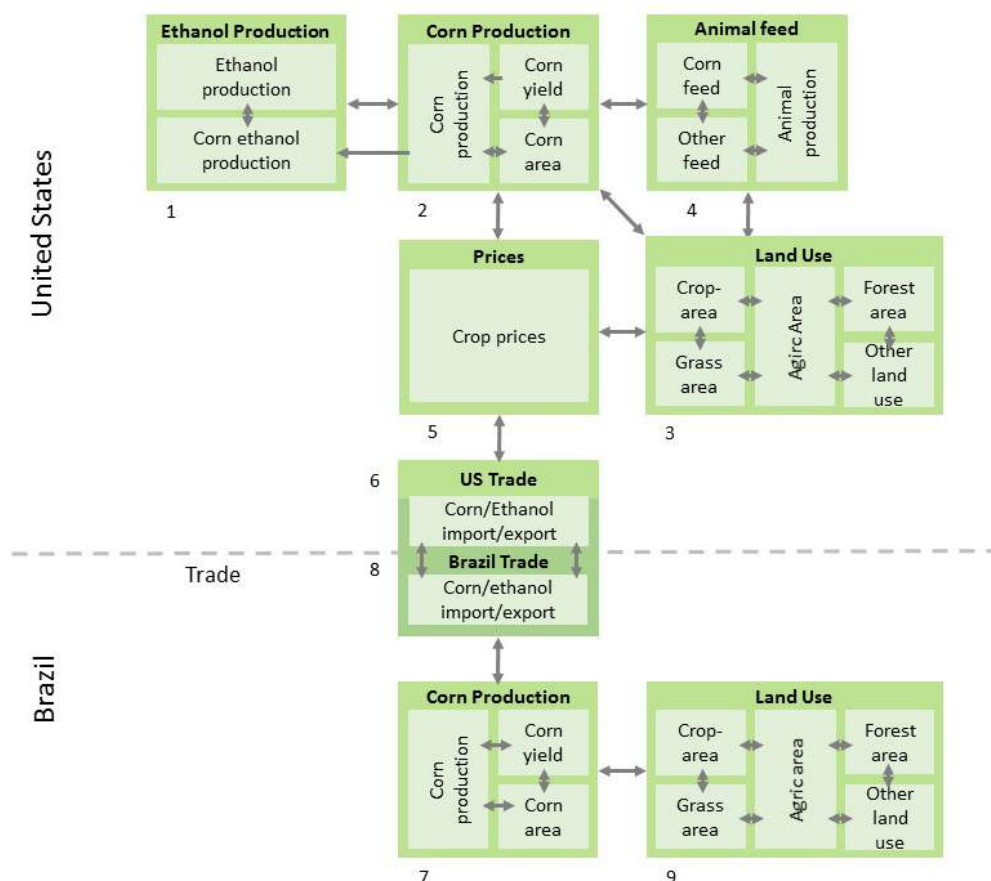 United States
Ethanol Production
Ethanol
production
Corn ethanol
production
1
Corn Production
Corn
production
Corn
yield
Corn
area
2
Animal feed
Corn
feed
Other
feed
Animal
production
4
Prices
Crop prices
5
Land Use
Crop-
area
Grass
area
Agirc Area
Forest
area
Other
land
use
3
6
US Trade
Corn/Ethanol
import/export
Trade
8
Brazil Trade
Corn/ethanol
import/export
Brazil
Corn Production
Corn
production
Corn
yield
Corn
area
7
Land Use
Crop-
area
Grass
area
Agric area
Forest
area
Other
land
use
9